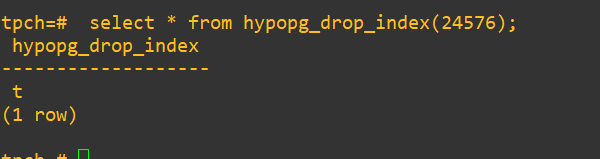 tpch=#  select * from hypopg_drop_index(24576);
 hypopg_drop_index
-------------------
 t
(1 row)
tpch=#